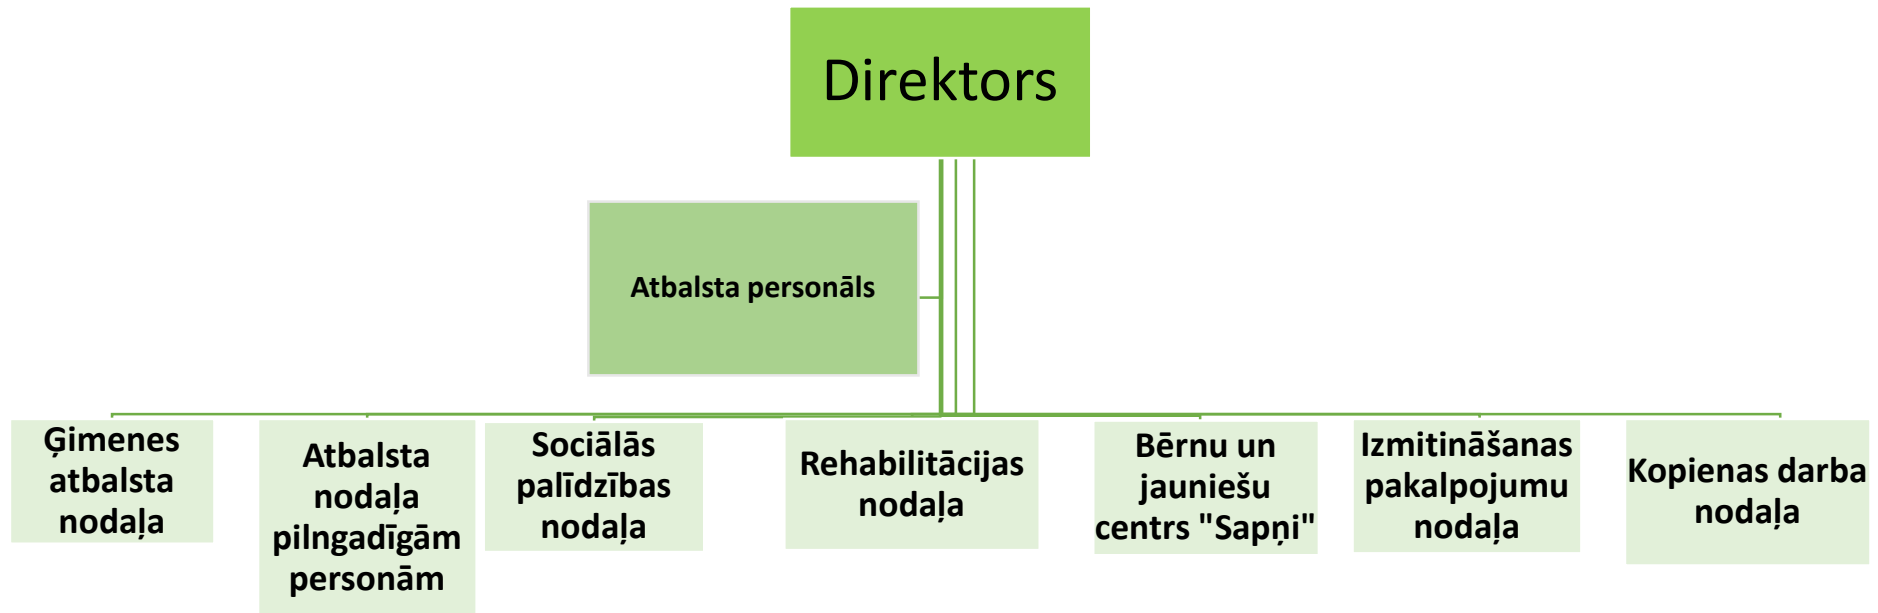 Direktors
Atbalsta personāls
Ģimenes
atbalsta
nodaļa
Atbalsta
nodaļa
pilngadīgām
personām
Sociālās
palīdzības
nodaļa
Rehabilitācijas
nodaļa
Bērnu un
jauniešu
centrs "Sapņi"
Izmitināšanas
pakalpojumu
nodaļa
Kopienas darba
nodaļa